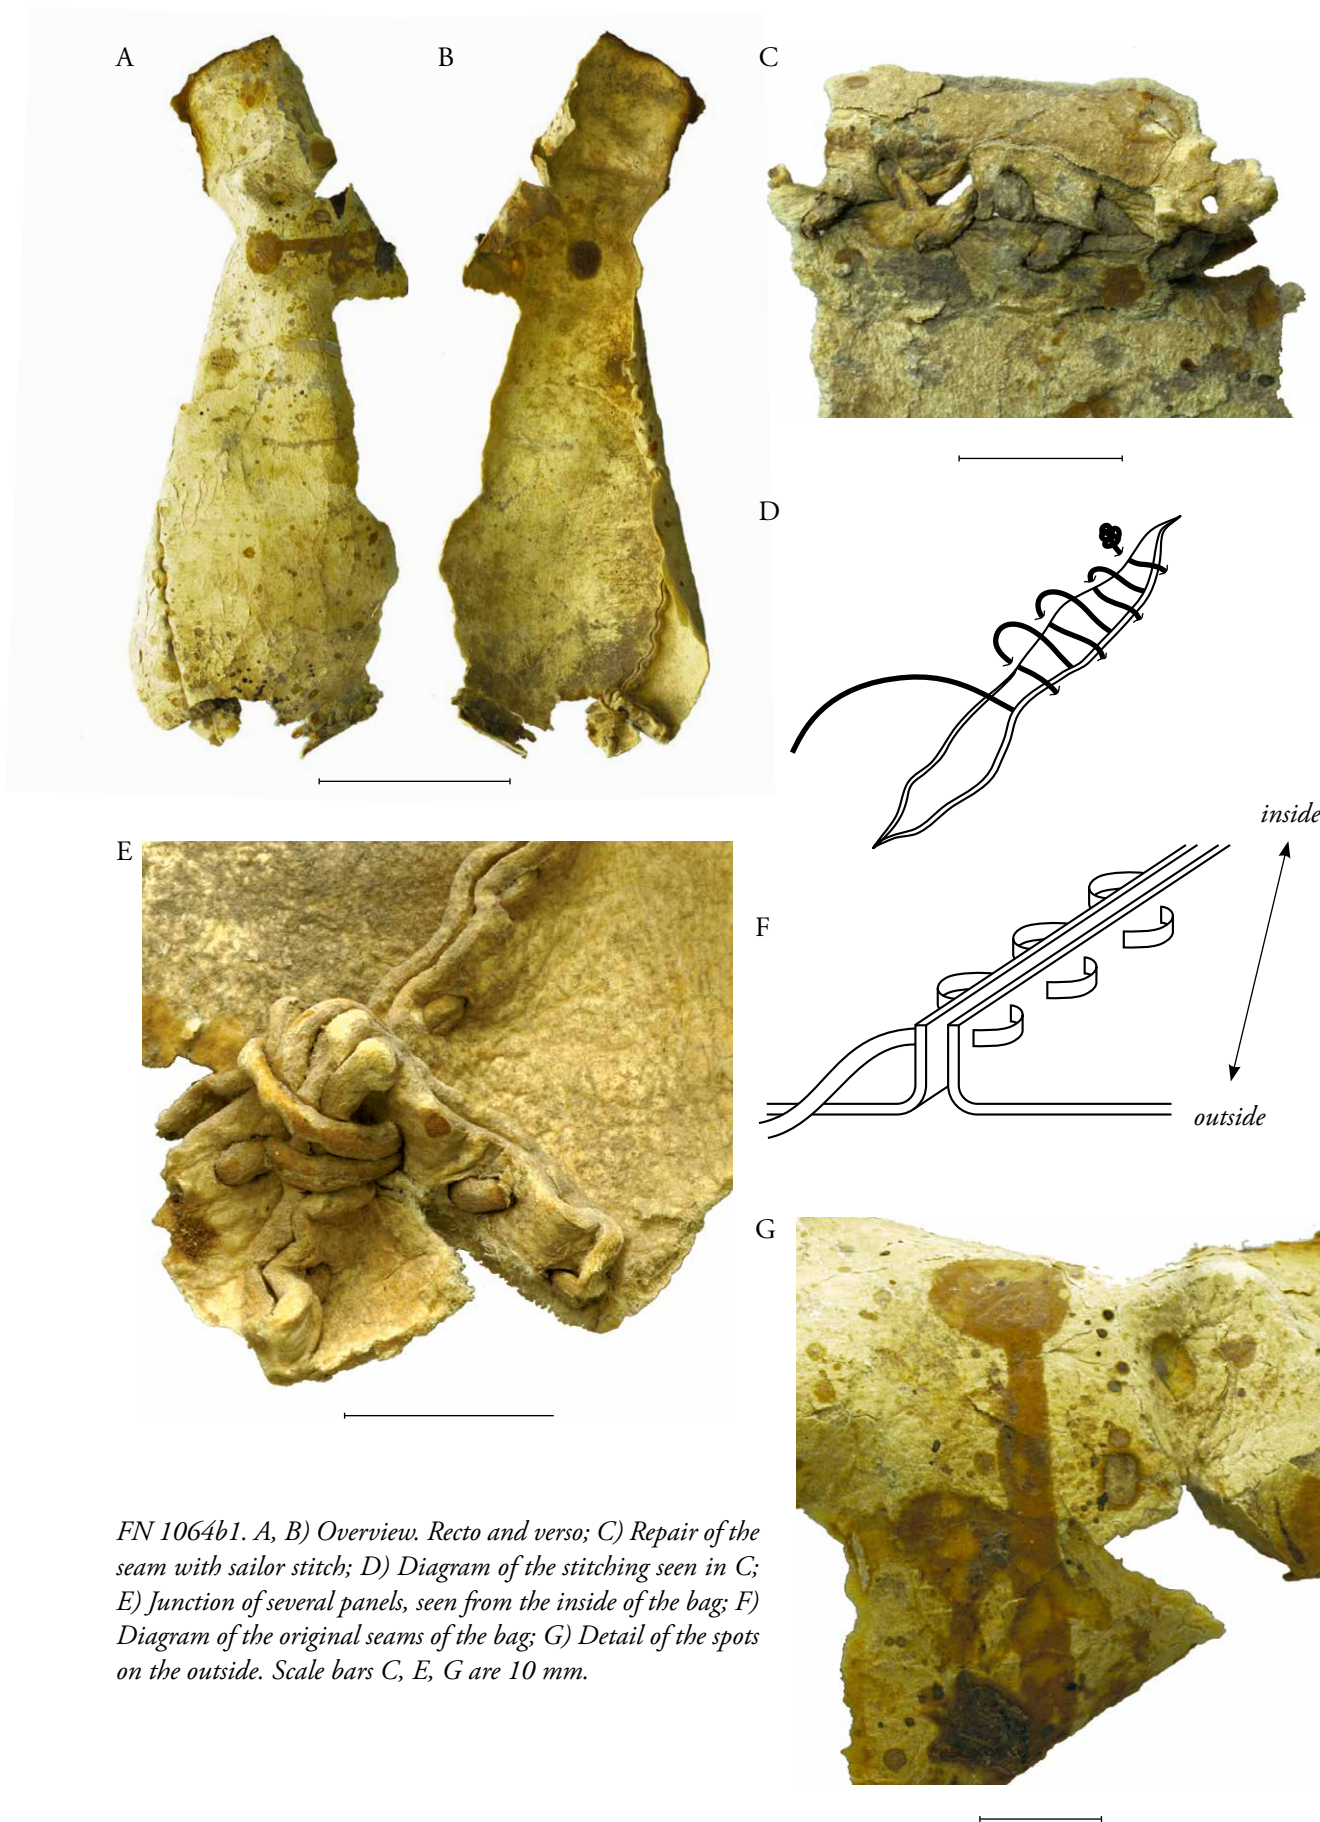 A
B
C
D
inside
E
F
outside
G
FN 1064b1. A, B) Overview. Recto and verso; C) Repair of the
seam with sailor stitch; D) Diagram of the stitching seen in C;
E) Junction of several panels, seen from the inside of the bag; F)
Diagram of the original seams of the bag; G) Detail of the spots
on the outside. Scale bars C, E, G are 10 mm.